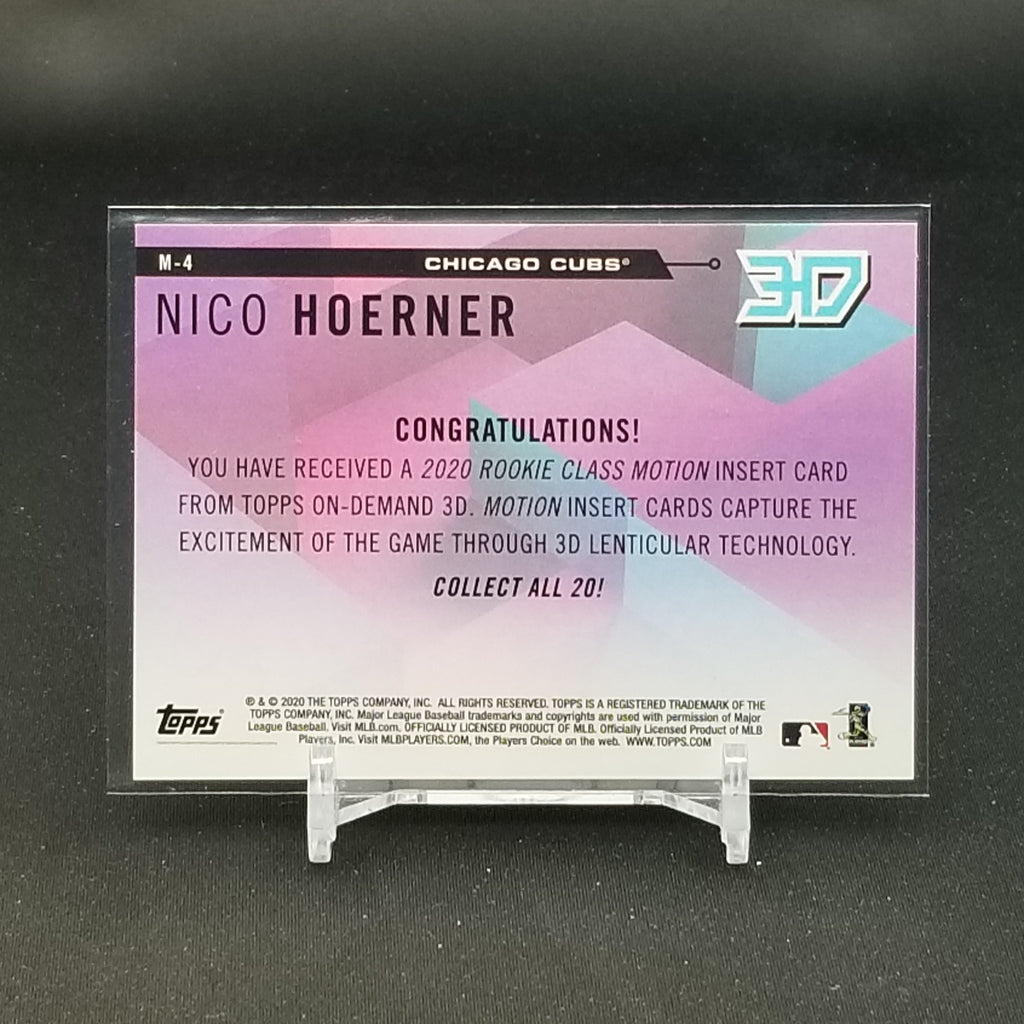 M-4 CHICAGO CUBS®
3D
NICO HOERNER
CONGRATULATIONS!
YOU HAVE RECEIVED A 2020 ROOKIE CLASS MOTION INSERT CARD
FROM TOPPS ON-DEMAND 3D. MOTION INSERT CARDS CAPTURE THE
EXCITEMENT OF THE GAME THROUGH 3D LENTICULAR TECHNOLOGY.
COLLECT ALL 20!
topps
® & © 2020 THE TOPPS COMPANY, INC. ALL RIGHTS RESERVED. TOPPS IS A REGISTERED TRADEMARK OF THE
TOPPS COMPANY, INC. Major League Baseball trademarks and copyrights are used with permission of Major
League Baseball. Visit MLB.com. OFFICIALLY LICENSED PRODUCT OF MLB. Officially Licensed Product of MLB
Players, Inc. Visit MLBPLAYERS.COM, the Players Choice on the web. WWW.TOPPS.COM